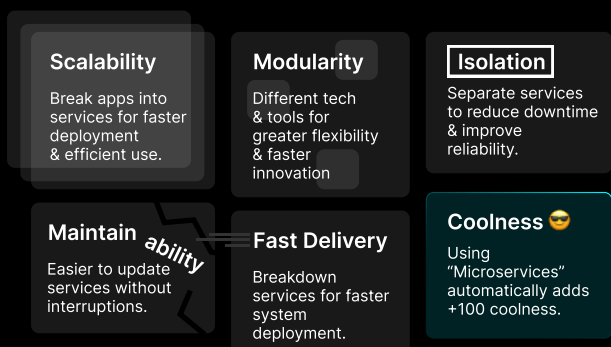 Scalability
Break apps into
services for faster
deployment
& efficient use.
Modularity
Different tech
& tools for
greater flexibility
& faster
innovation
Isolation
Separate services
to reduce downtime
& improve
reliability.
Maintain
ability
Easier to update
services without
interruptions.
Fast Delivery
Breakdown
services for faster
system
deployment.
Coolness 😎
Using
“Microservices”
automatically adds
+100 coolness.